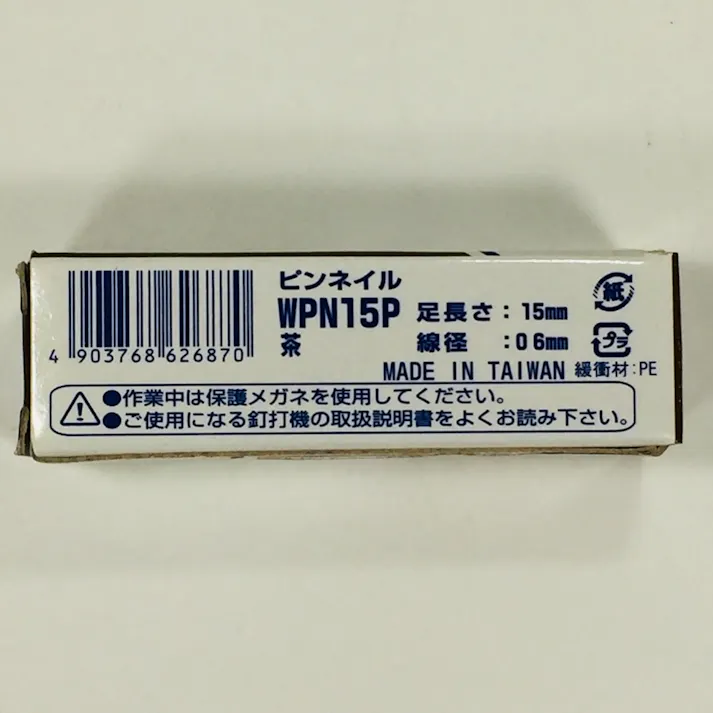 ピンネイル
WPN15P 足長さ：15mm
茶 線径 ：06mm
紙
プラ
MADE IN TAIWAN 緩衝材：PE
4 903768 626870
●作業中は保護メガネを使用してください。
●ご使用になる釘打機の取扱説明書をよくお読み下さい。